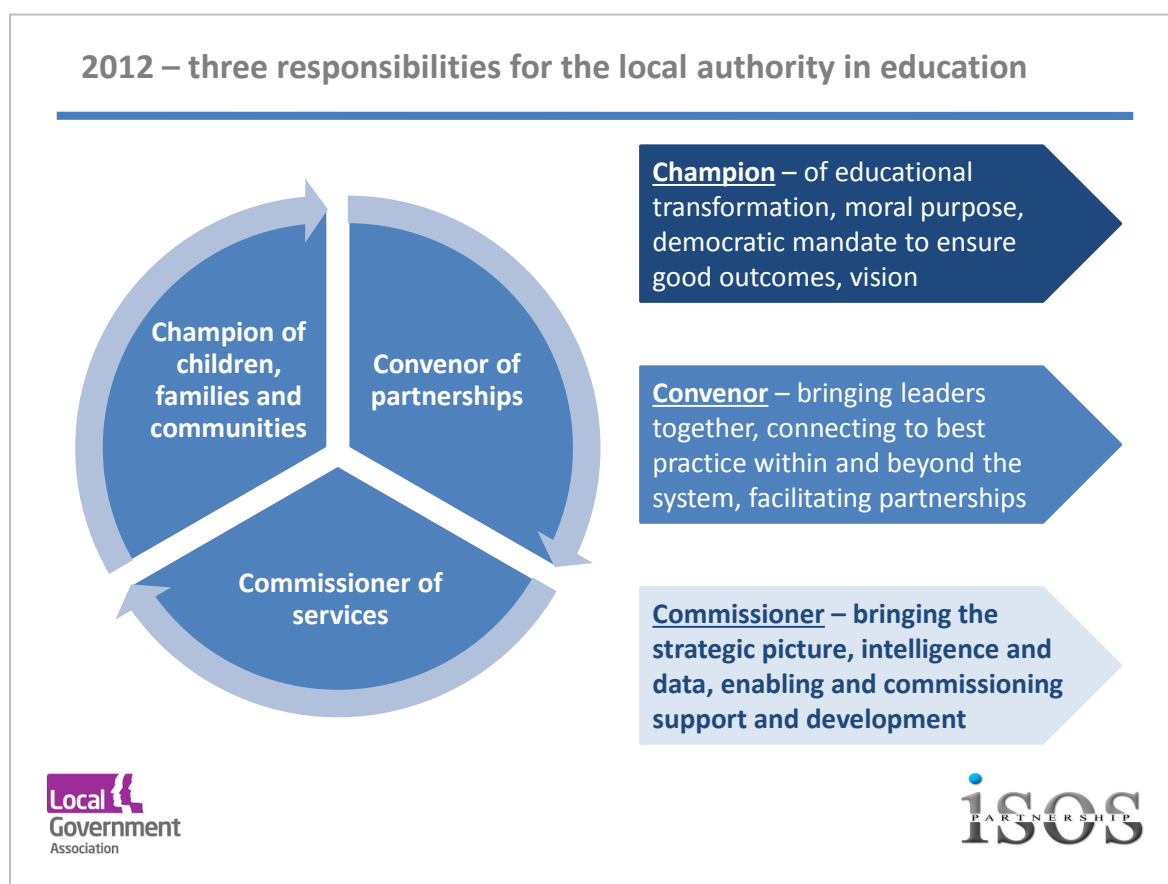 2012 – three responsibilities for the local authority in education
Champion of
children,
families and
communities
Convenor of
partnerships
Commissioner of
services
Champion – of educational
transformation, moral purpose,
democratic mandate to ensure
good outcomes, vision
Convenor – bringing leaders
together, connecting to best
practice within and beyond the
system, facilitating partnerships
Commissioner – bringing the
strategic picture, intelligence and
data, enabling and commissioning
support and development
Local
Government
Association
isos
PARTNERSHIP